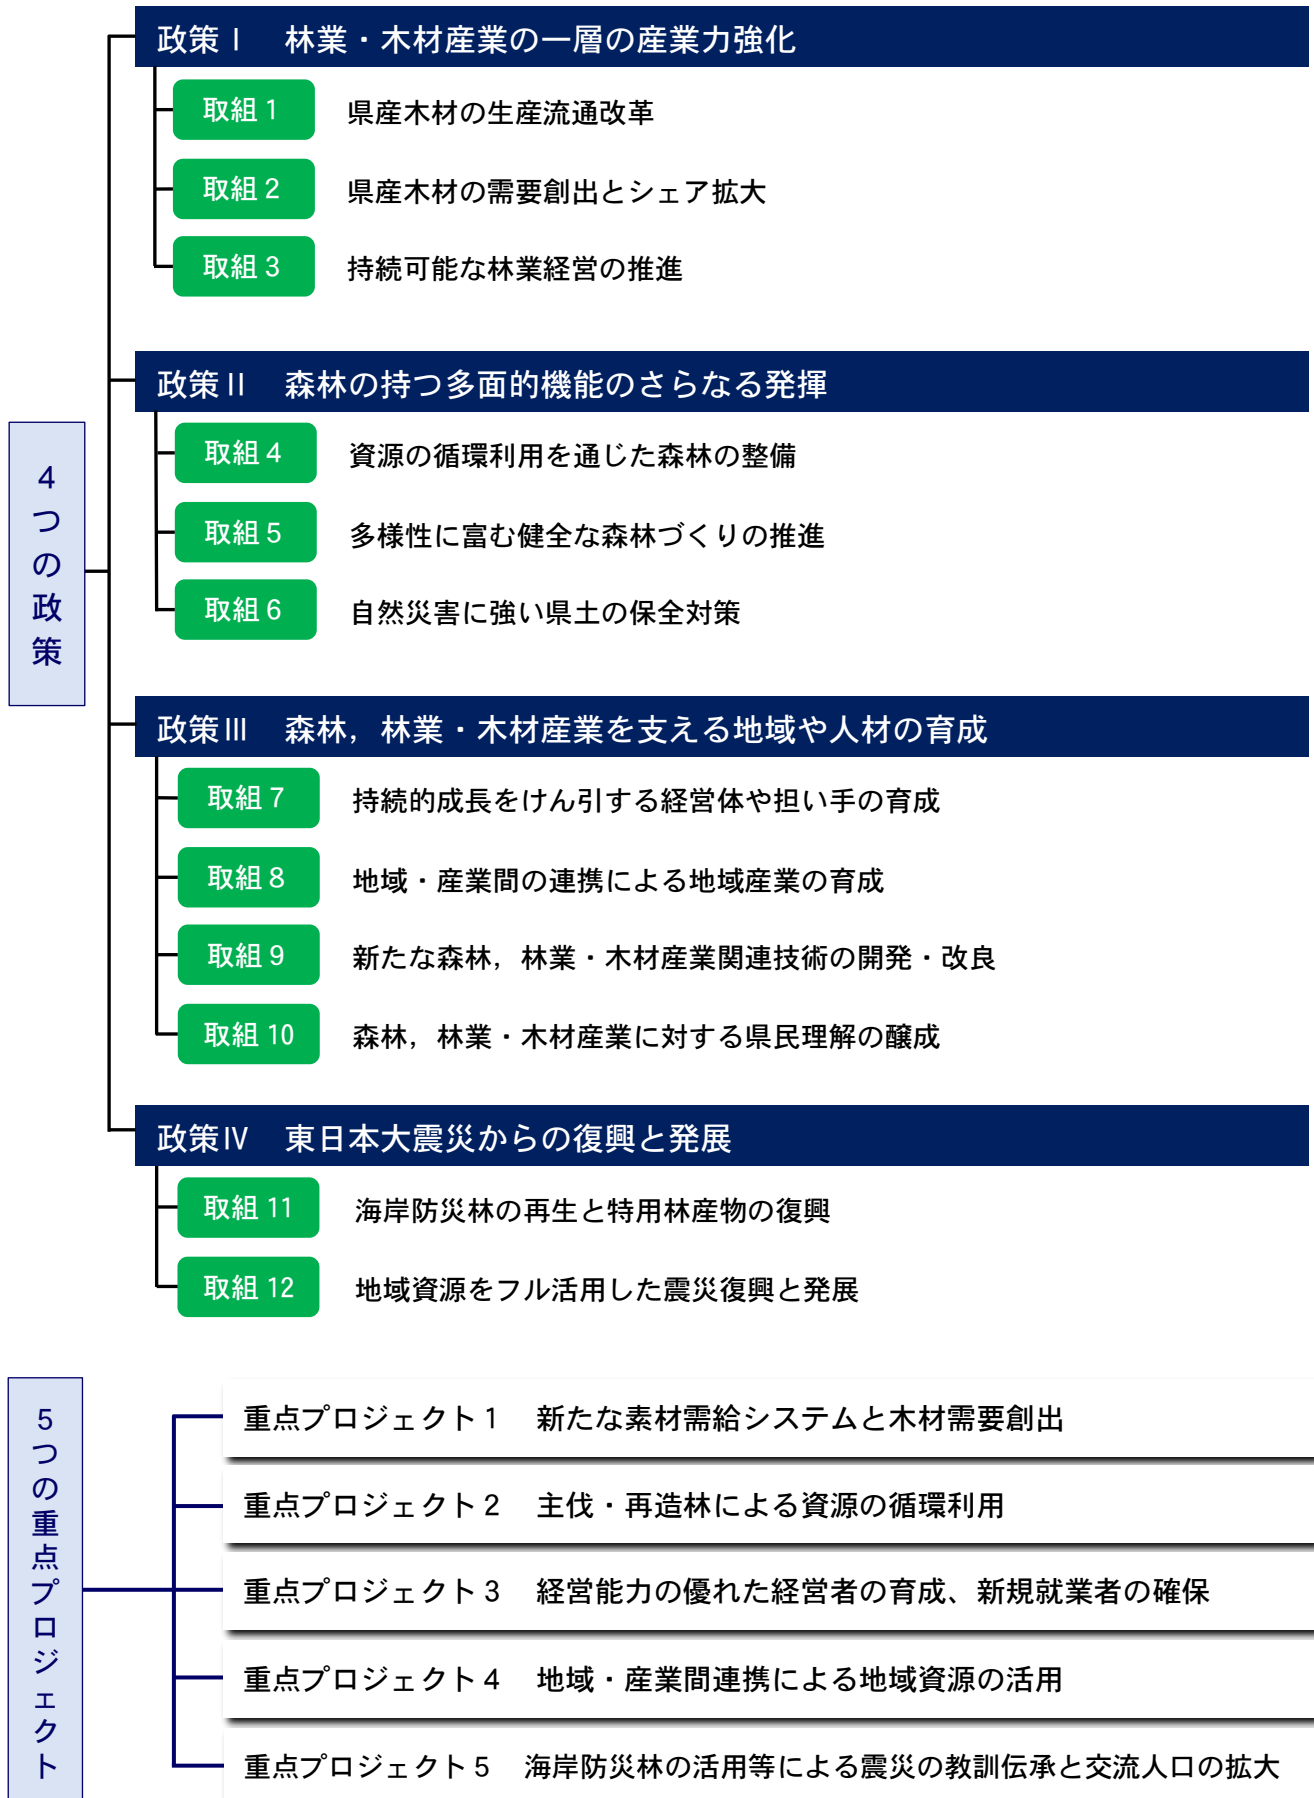 4つの政策
政策Ⅰ　林業・木材産業の一層の産業力強化
取組1　県産木材の生産流通改革
取組2　県産木材の需要創出とシェア拡大
取組3　持続可能な林業経営の推進
政策Ⅱ　森林の持つ多面的機能のさらなる発揮
取組4　資源の循環利用を通じた森林の整備
取組5　多様性に富む健全な森林づくりの推進
取組6　自然災害に強い県土の保全対策
政策Ⅲ　森林，林業・木材産業を支える地域や人材の育成
取組7　持続的成長をけん引する経営体や担い手の育成
取組8　地域・産業間の連携による地域産業の育成
取組9　新たな森林，林業・木材産業関連技術の開発・改良
取組10　森林，林業・木材産業に対する県民理解の醸成
政策Ⅳ　東日本大震災からの復興と発展
取組11　海岸防災林の再生と特用林産物の復興
取組12　地域資源をフル活用した震災復興と発展
5つの重点プロジェクト
重点プロジェクト1　新たな素材需給システムと木材需要創出
重点プロジェクト2　主伐・再造林による資源の循環利用
重点プロジェクト3　経営能力の優れた経営者の育成、新規就業者の確保
重点プロジェクト4　地域・産業間連携による地域資源の活用
重点プロジェクト5　海岸防災林の活用等による震災の教訓伝承と交流人口の拡大